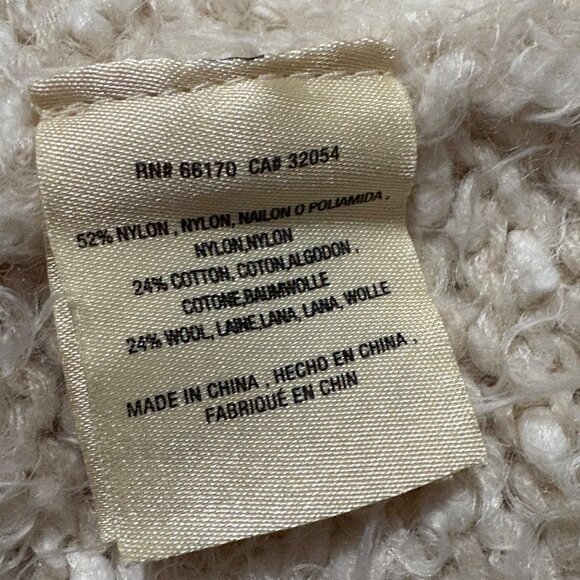 RN# 66170 CA# 32054
52% NYLON , NYLON, NAILON O POLIAMIDA ,
NYLON,NYLON
24% COTTON, COTON,ALGODON ,
COTONE,BAUMWOLLE
24% WOOL, LAINE,LANA, LANA, WOLLE
MADE IN CHINA , HECHO EN CHINA ,
FABRIQUÉ EN CHIN